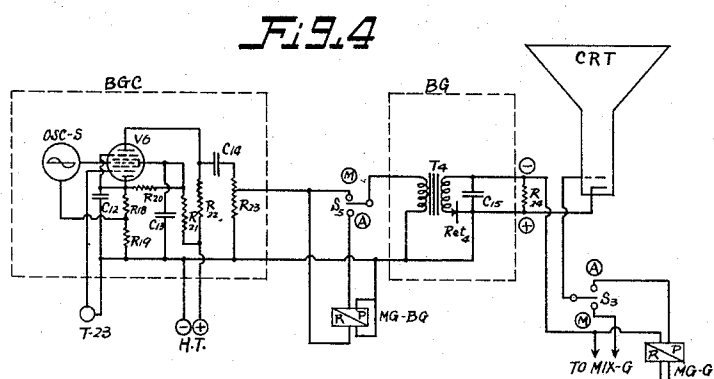 Fig.4
CRT
BGC
BG
OSC-5
V6
C14
M
T4
−
R20
C12
R18
C13
R21
R22
R23
S5
A
C15
R24
R19
Ret4
+
A
S3
R P
MG-BG
M
T-23
− +
H.T.
TO MIX-G
R P
MG-G